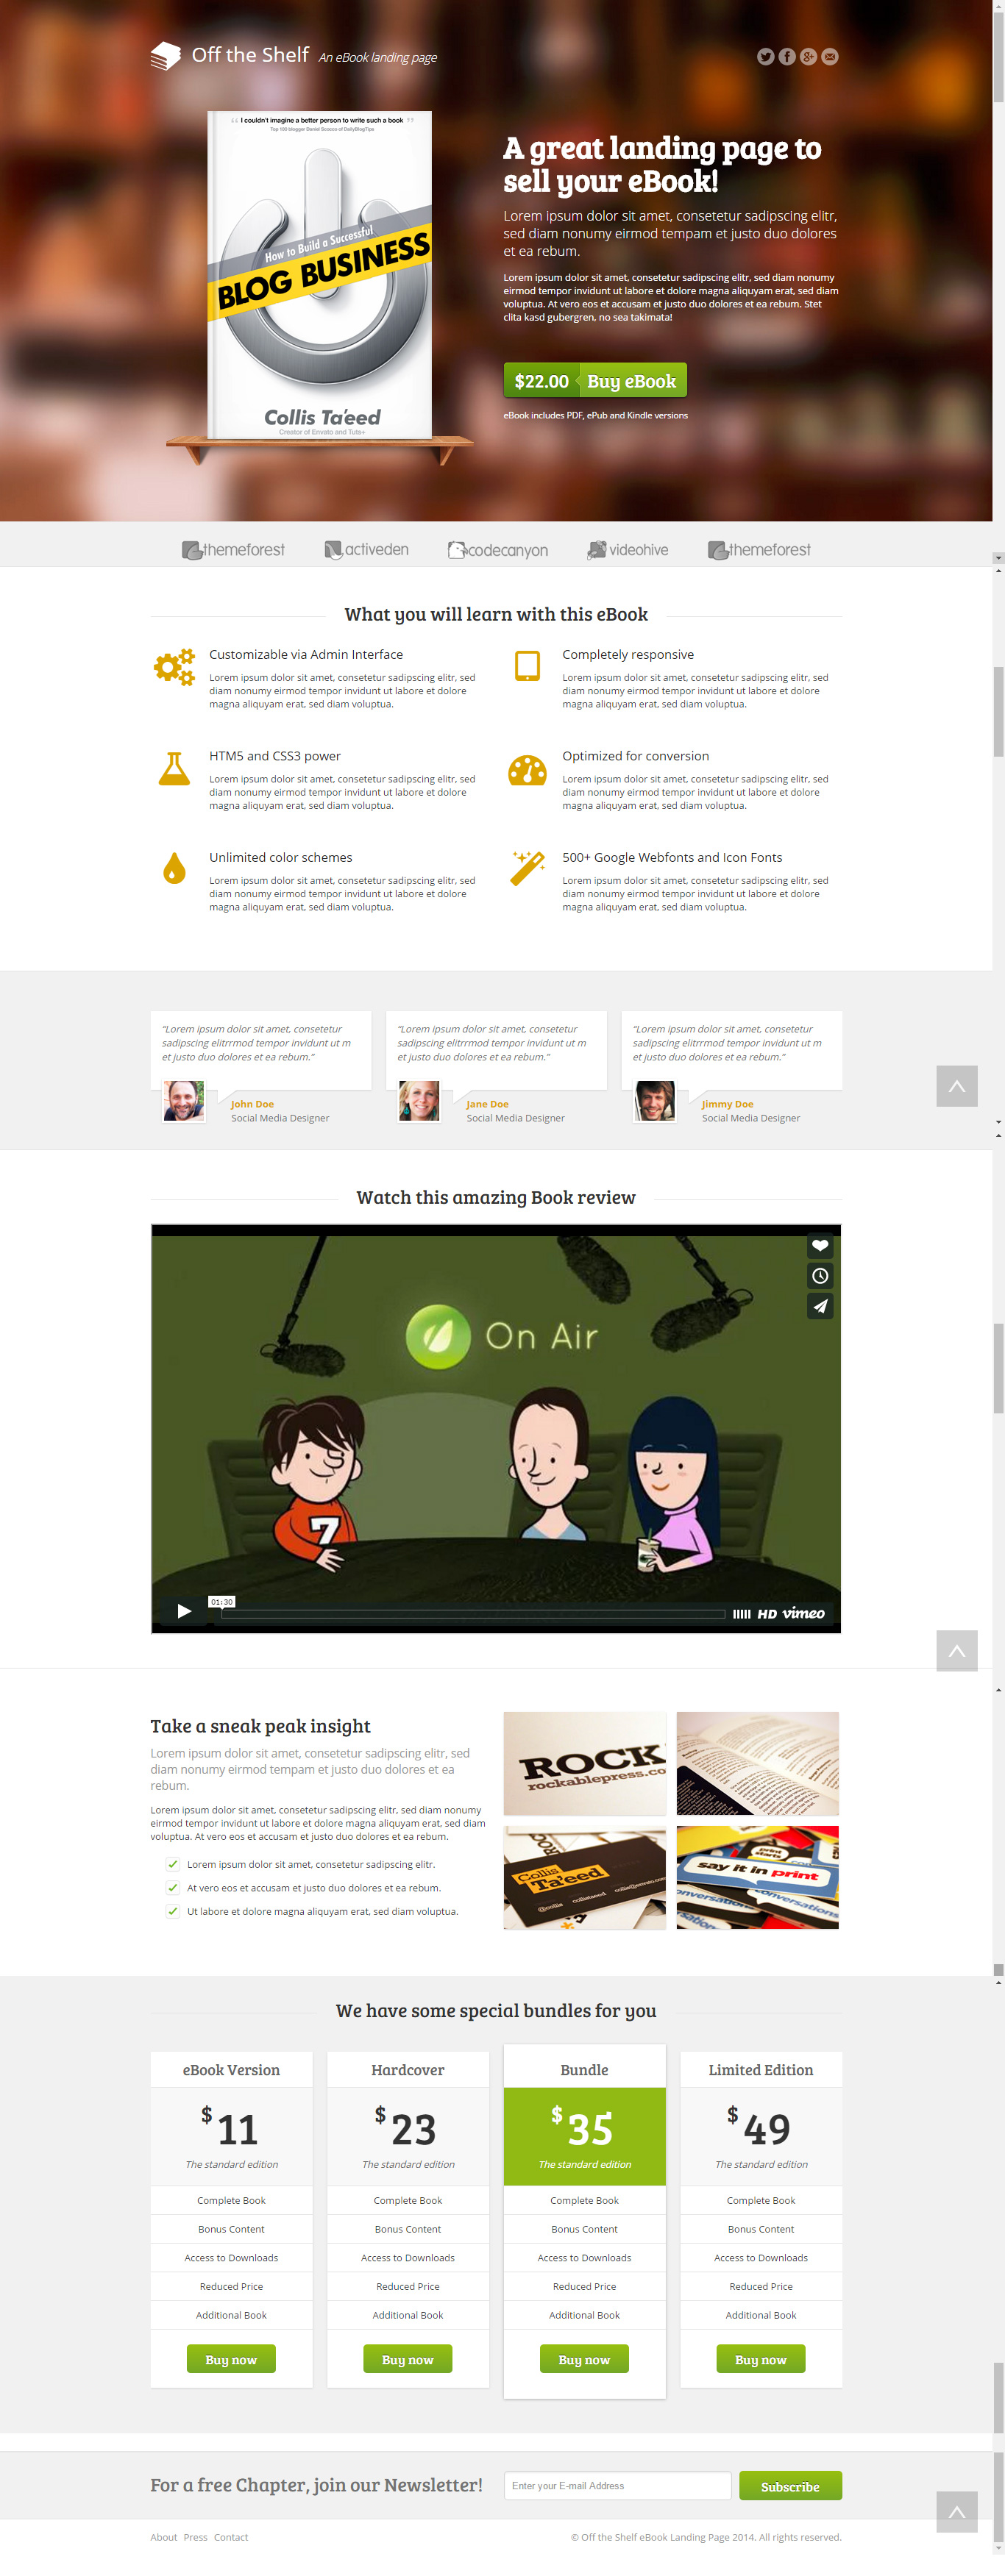 Off the Shelf An eBook landing page
“ I couldn't imagine a better person to write such a book ”
Top 100 blogger Daniel Scocco of DailyBlogTips
How to Build a Successful
BLOG BUSINESS
Collis Ta'eed
Creator of Envato and Tuts+
A great landing page to
sell your eBook!
Lorem ipsum dolor sit amet, consetetur sadipscing elitr,
sed diam nonumy eirmod tempam et justo duo dolores
et ea rebum.
Lorem ipsum dolor sit amet, consetetur sadipscing elitr, sed diam nonumy
eirmod tempor invidunt ut labore et dolore magna aliquyam erat, sed diam
voluptua. At vero eos et accusam et justo duo dolores et ea rebum. Stet
clita kasd gubergren, no sea takimata!
$22.00 Buy eBook
eBook includes PDF, ePub and Kindle versions
themeforest activeden codecanyon videohive themeforest
What you will learn with this eBook
Customizable via Admin Interface
Lorem ipsum dolor sit amet, consetetur sadipscing elitr, sed
diam nonumy eirmod tempor invidunt ut labore et dolore
magna aliquyam erat, sed diam voluptua.
Completely responsive
Lorem ipsum dolor sit amet, consetetur sadipscing elitr, sed
diam nonumy eirmod tempor invidunt ut labore et dolore
magna aliquyam erat, sed diam voluptua.
HTM5 and CSS3 power
Lorem ipsum dolor sit amet, consetetur sadipscing elitr, sed
diam nonumy eirmod tempor invidunt ut labore et dolore
magna aliquyam erat, sed diam voluptua.
Optimized for conversion
Lorem ipsum dolor sit amet, consetetur sadipscing elitr, sed
diam nonumy eirmod tempor invidunt ut labore et dolore
magna aliquyam erat, sed diam voluptua.
Unlimited color schemes
Lorem ipsum dolor sit amet, consetetur sadipscing elitr, sed
diam nonumy eirmod tempor invidunt ut labore et dolore
magna aliquyam erat, sed diam voluptua.
500+ Google Webfonts and Icon Fonts
Lorem ipsum dolor sit amet, consetetur sadipscing elitr, sed
diam nonumy eirmod tempor invidunt ut labore et dolore
magna aliquyam erat, sed diam voluptua.
“Lorem ipsum dolor sit amet, consetetur
sadipscing elitrrmod tempor invidunt ut m
et justo duo dolores et ea rebum.”
John Doe
Social Media Designer
“Lorem ipsum dolor sit amet, consetetur
sadipscing elitrrmod tempor invidunt ut m
et justo duo dolores et ea rebum.”
Jane Doe
Social Media Designer
“Lorem ipsum dolor sit amet, consetetur
sadipscing elitrrmod tempor invidunt ut m
et justo duo dolores et ea rebum.”
Jimmy Doe
Social Media Designer
Watch this amazing Book review
On Air
7
01:30
HD vimeo
Take a sneak peak insight
Lorem ipsum dolor sit amet, consetetur sadipscing elitr, sed
diam nonumy eirmod tempam et justo duo dolores et ea
rebum.
Lorem ipsum dolor sit amet, consetetur sadipscing elitr, sed diam nonumy
eirmod tempor invidunt ut labore et dolore magna aliquyam erat, sed diam
voluptua. At vero eos et accusam et justo duo dolores et ea rebum.
Lorem ipsum dolor sit amet, consetetur sadipscing elitr.
At vero eos et accusam et justo duo dolores et ea rebum.
Ut labore et dolore magna aliquyam erat, sed diam voluptua.
ROCK
rockablepress.co
Collis
Ta'eed
say it in print
We have some special bundles for you
eBook Version
$ 11
The standard edition
Complete Book
Bonus Content
Access to Downloads
Reduced Price
Additional Book
Buy now
Hardcover
$ 23
The standard edition
Complete Book
Bonus Content
Access to Downloads
Reduced Price
Additional Book
Buy now
Bundle
$ 35
The standard edition
Complete Book
Bonus Content
Access to Downloads
Reduced Price
Additional Book
Buy now
Limited Edition
$ 49
The standard edition
Complete Book
Bonus Content
Access to Downloads
Reduced Price
Additional Book
Buy now
For a free Chapter, join our Newsletter!
Enter your E-mail Address
Subscribe
About Press Contact
© Off the Shelf eBook Landing Page 2014. All rights reserved.